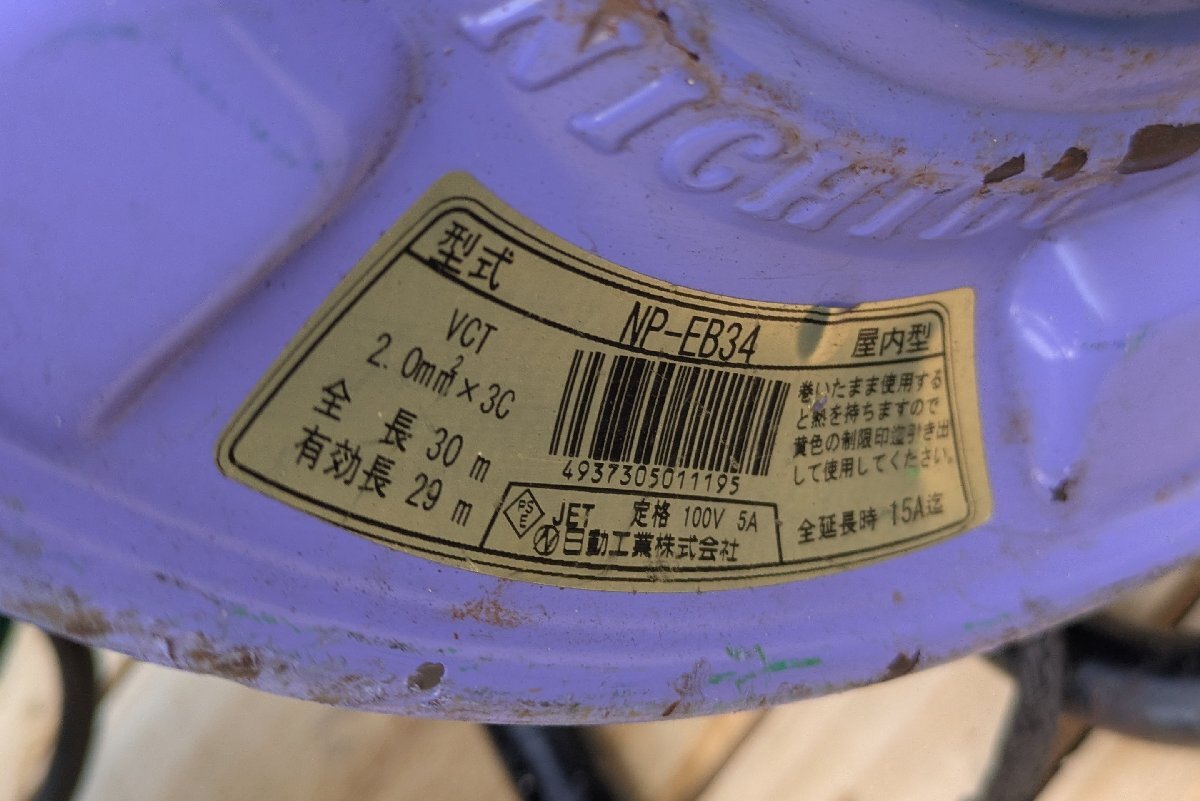 NICHIDO
型式 NP-EB34 屋内型
VCT
2.0mm²×3C
全 長 30 m
有効長 29 m
4937305011195
巻いたまま使用する
と熱を持ちますので
黄色の制限印迄引き出
して使用してください。
全延長時 15A迄
PSE JET 定格 100V 5A
日動工業株式会社